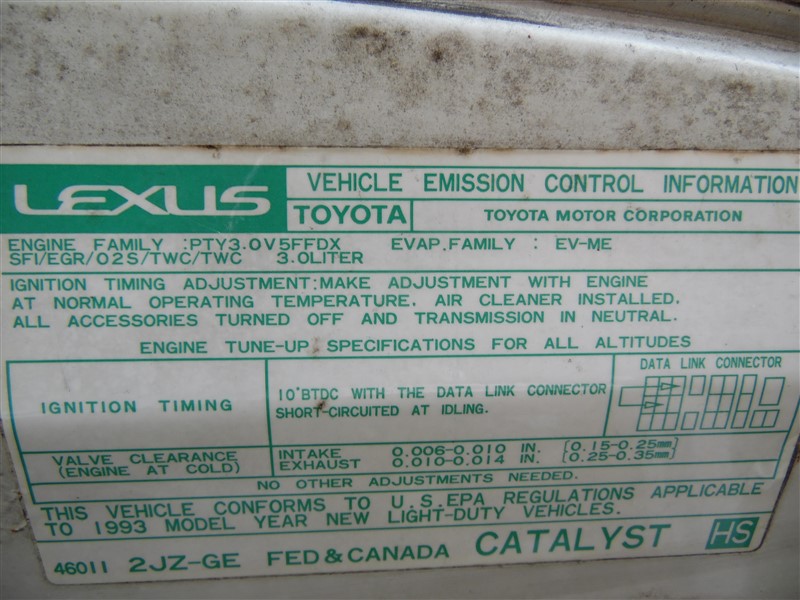 LEXUS
VEHICLE EMISSION CONTROL INFORMATION
TOYOTA
TOYOTA MOTOR CORPORATION
ENGINE FAMILY :PTY3.0V5FFDX EVAP.FAMILY : EV-ME
SFI/EGR/O2S/TWC/TWC 3.0LITER
IGNITION TIMING ADJUSTMENT:MAKE ADJUSTMENT WITH ENGINE
AT NORMAL OPERATING TEMPERATURE, AIR CLEANER INSTALLED.
ALL ACCESSORIES TURNED OFF AND TRANSMISSION IN NEUTRAL.
ENGINE TUNE-UP SPECIFICATIONS FOR ALL ALTITUDES
IGNITION TIMING
10°BTDC WITH THE DATA LINK CONNECTOR
SHORT-CIRCUITED AT IDLING.
DATA LINK CONNECTOR
VALVE CLEARANCE
(ENGINE AT COLD)
INTAKE 0.006-0.010 IN. [0.15-0.25mm]
EXHAUST 0.010-0.014 IN. [0.25-0.35mm]
NO OTHER ADJUSTMENTS NEEDED.
THIS VEHICLE CONFORMS TO U.S.EPA REGULATIONS APPLICABLE
TO 1993 MODEL YEAR NEW LIGHT-DUTY VEHICLES.
46011 2JZ-GE FED & CANADA CATALYST HS